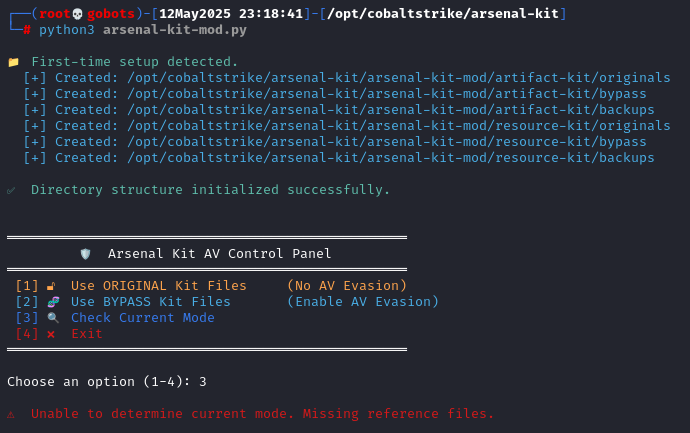 ┌──(root💀gobots)-[12May2025 23:18:41]-[/opt/cobaltstrike/arsenal-kit]
└─# python3 arsenal-kit-mod.py
📁 First-time setup detected.
[+] Created: /opt/cobaltstrike/arsenal-kit/arsenal-kit-mod/artifact-kit/originals
[+] Created: /opt/cobaltstrike/arsenal-kit/arsenal-kit-mod/artifact-kit/bypass
[+] Created: /opt/cobaltstrike/arsenal-kit/arsenal-kit-mod/artifact-kit/backups
[+] Created: /opt/cobaltstrike/arsenal-kit/arsenal-kit-mod/resource-kit/originals
[+] Created: /opt/cobaltstrike/arsenal-kit/arsenal-kit-mod/resource-kit/bypass
[+] Created: /opt/cobaltstrike/arsenal-kit/arsenal-kit-mod/resource-kit/backups
✅ Directory structure initialized successfully.
🛡️ Arsenal Kit AV Control Panel
[1] 🔓 Use ORIGINAL Kit Files (No AV Evasion)
[2] 🧬 Use BYPASS Kit Files (Enable AV Evasion)
[3] 🔍 Check Current Mode
[4] ❌ Exit
Choose an option (1-4): 3
⚠ Unable to determine current mode. Missing reference files.